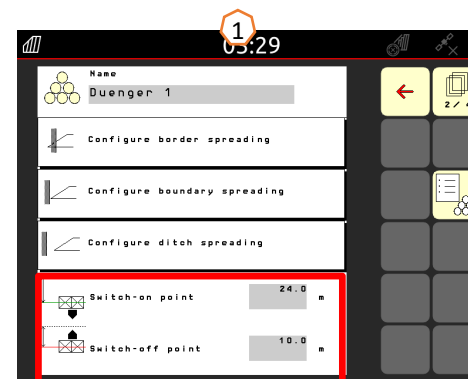 1
05:29
Name
Duenger 1
2/4
Configure border spreading
Configure boundary spreading
Configure ditch spreading
Switch-on point 24.0 m
Switch-off point 10.0 m